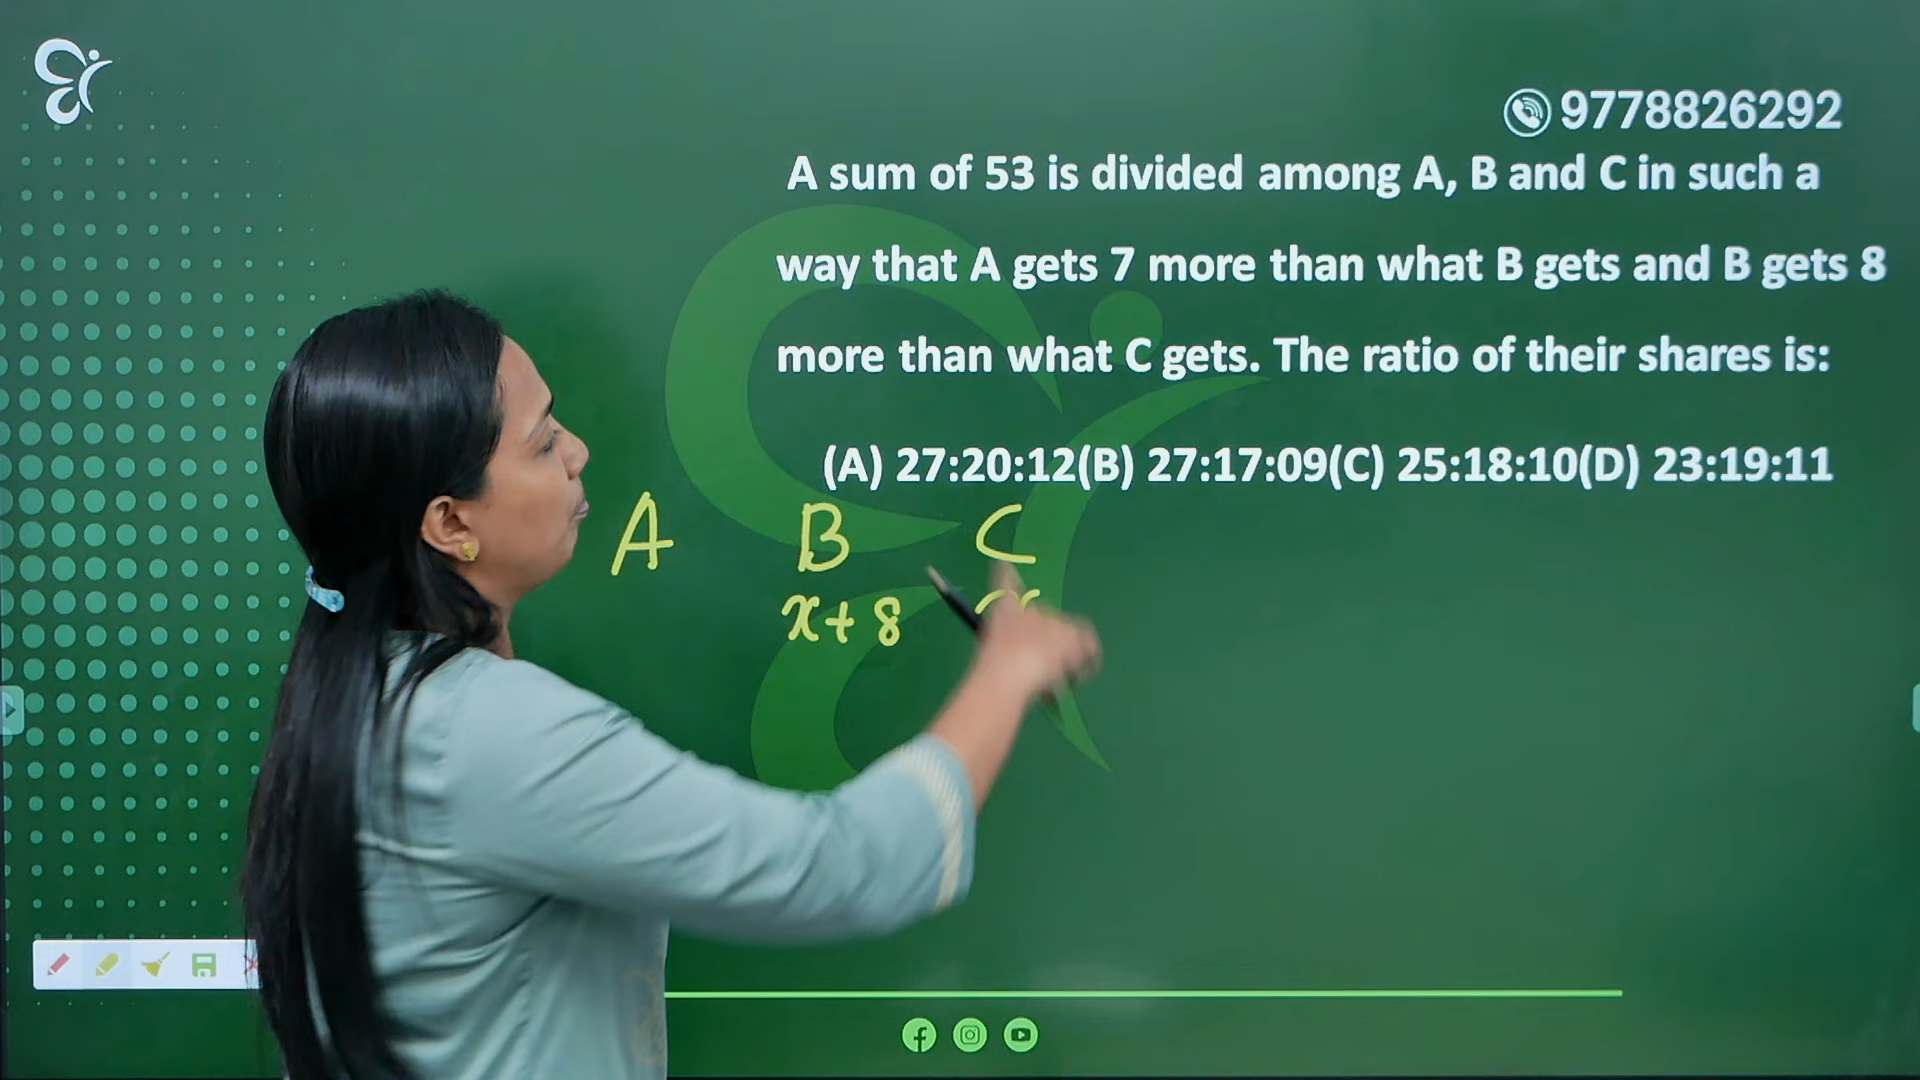 9778826292
A sum of 53 is divided among A, B and C in such a
way that A gets 7 more than what B gets and B gets 8
more than what C gets. The ratio of their shares is:
(A) 27:20:12(B) 27:17:09(C) 25:18:10(D) 23:19:11
A B C
x+8 x